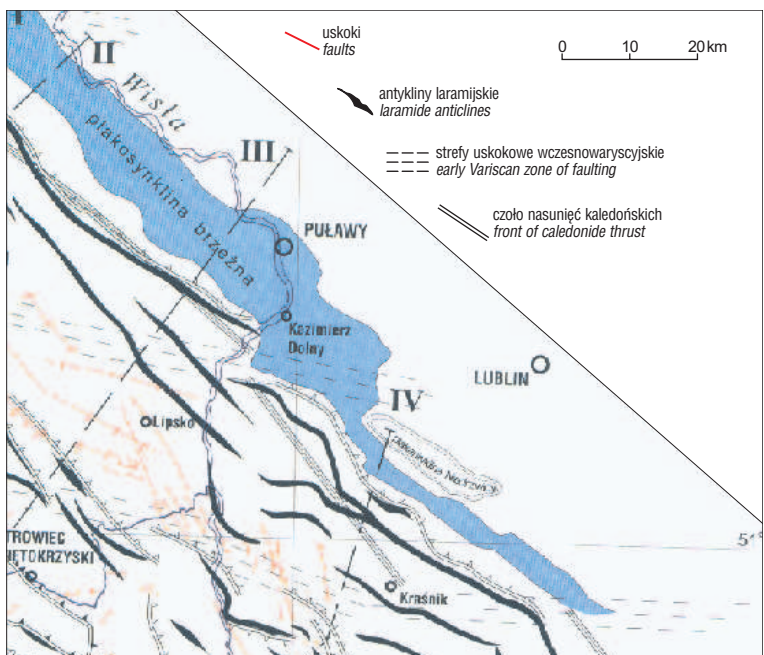 uskoki
faults
0 10 20 km
antykliny laramijskie
laramide anticlines
strefy uskokowe wczesnowaryscyjskie
early Variscan zone of faulting
czoło nasunięć kaledońskich
front of caledonide thrust
II
Wisła
III
płakosynklina brzeżna
PUŁAWY
Kazimierz
Dolny
LUBLIN
IV
Lipsko
TROWIEC
IĘTOKRZYSKI
Kraśnik
51°